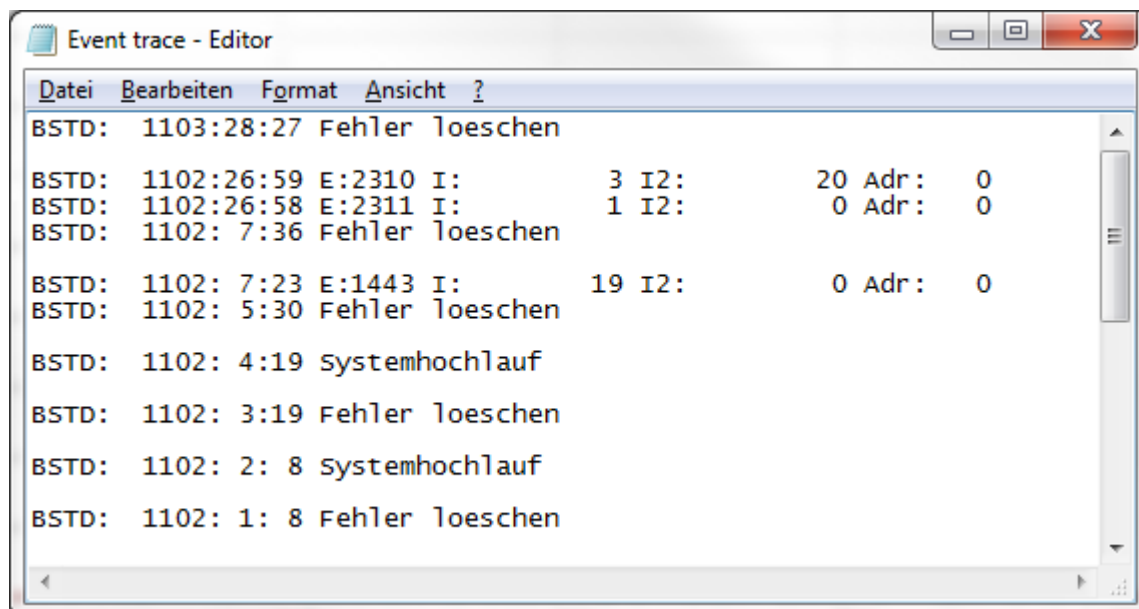 Event trace - Editor
Datei Bearbeiten Format Ansicht ?
BSTD: 1103:28:27 Fehler loeschen
BSTD: 1102:26:59 E:2310 I: 3 I2: 20 Adr: 0
BSTD: 1102:26:58 E:2311 I: 1 I2: 0 Adr: 0
BSTD: 1102: 7:36 Fehler loeschen
BSTD: 1102: 7:23 E:1443 I: 19 I2: 0 Adr: 0
BSTD: 1102: 5:30 Fehler loeschen
BSTD: 1102: 4:19 Systemhochlauf
BSTD: 1102: 3:19 Fehler loeschen
BSTD: 1102: 2: 8 Systemhochlauf
BSTD: 1102: 1: 8 Fehler loeschen